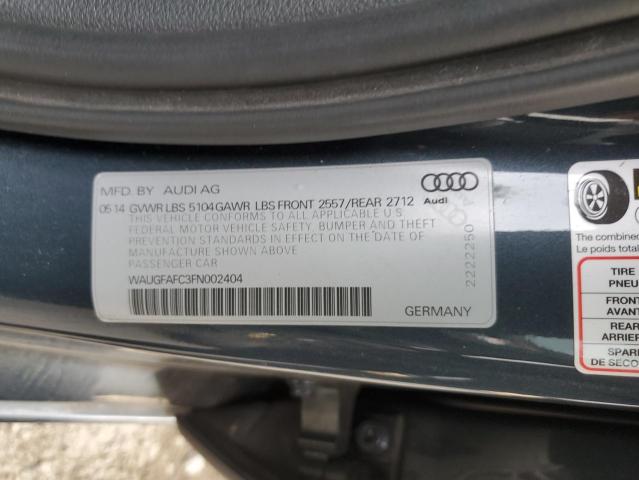 MFD. BY AUDI AG
Audi
05 14 GVWR LBS 5104 GAWR LBS FRONT 2557/REAR 2712
THIS VEHICLE CONFORMS TO ALL APPLICABLE U.S
FEDERAL MOTOR VEHICLE SAFETY, BUMPER AND THEFT
PREVENTION STANDARDS IN EFFECT ON THE DATE OF
MANUFACTURE SHOWN ABOVE
PASSENGER CAR
WAUGFAFC3FN002404
GERMANY
2222250
The combined
Le poids total
TIRE
PNEU
FRONT
AVANT
REAR
ARRIER
SPARE
DE SECO